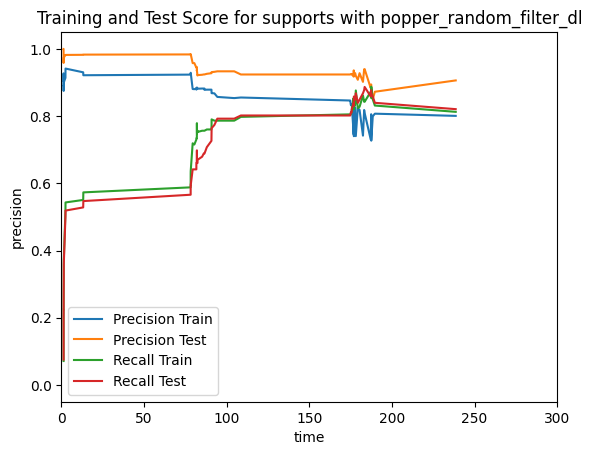 Training and Test Score for supports with popper_random_filter_dl
1.0
0.8
0.6
0.4
0.2
0.0
precision
Precision Train
Precision Test
Recall Train
Recall Test
0 50 100 150 200 250 300
time